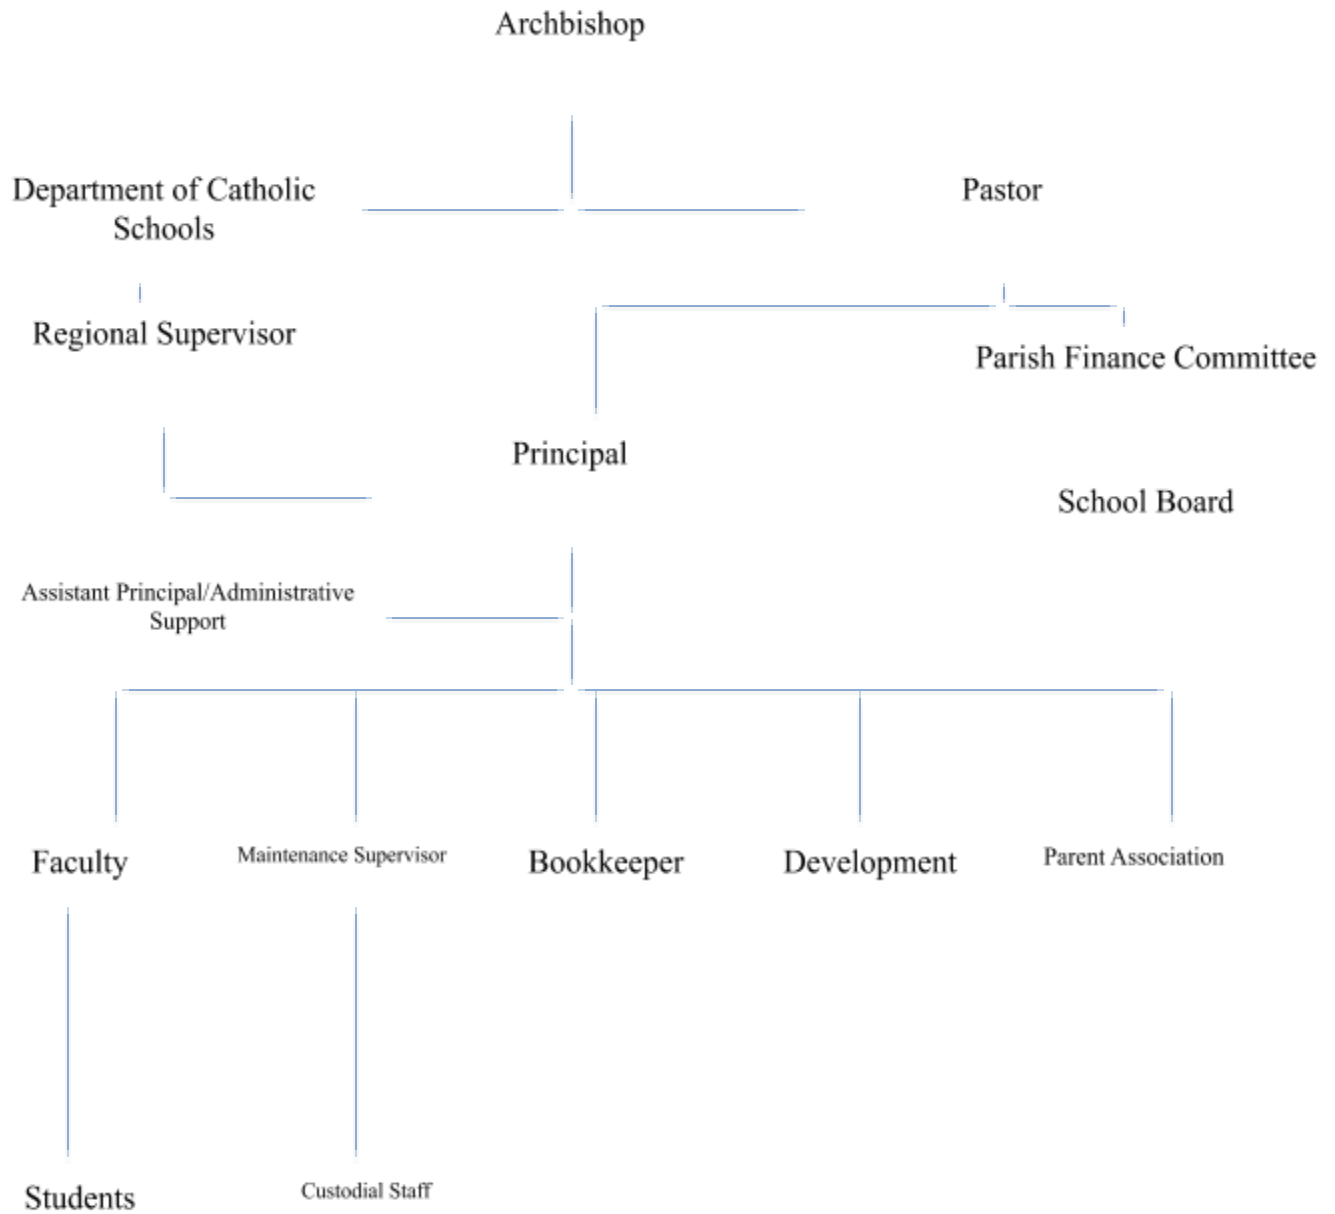 Archbishop
Department of Catholic
Schools
Pastor
Regional Supervisor
Parish Finance Committee
Principal
School Board
Assistant Principal/Administrative
Support
Faculty
Maintenance Supervisor
Bookkeeper
Development
Parent Association
Students
Custodial Staff